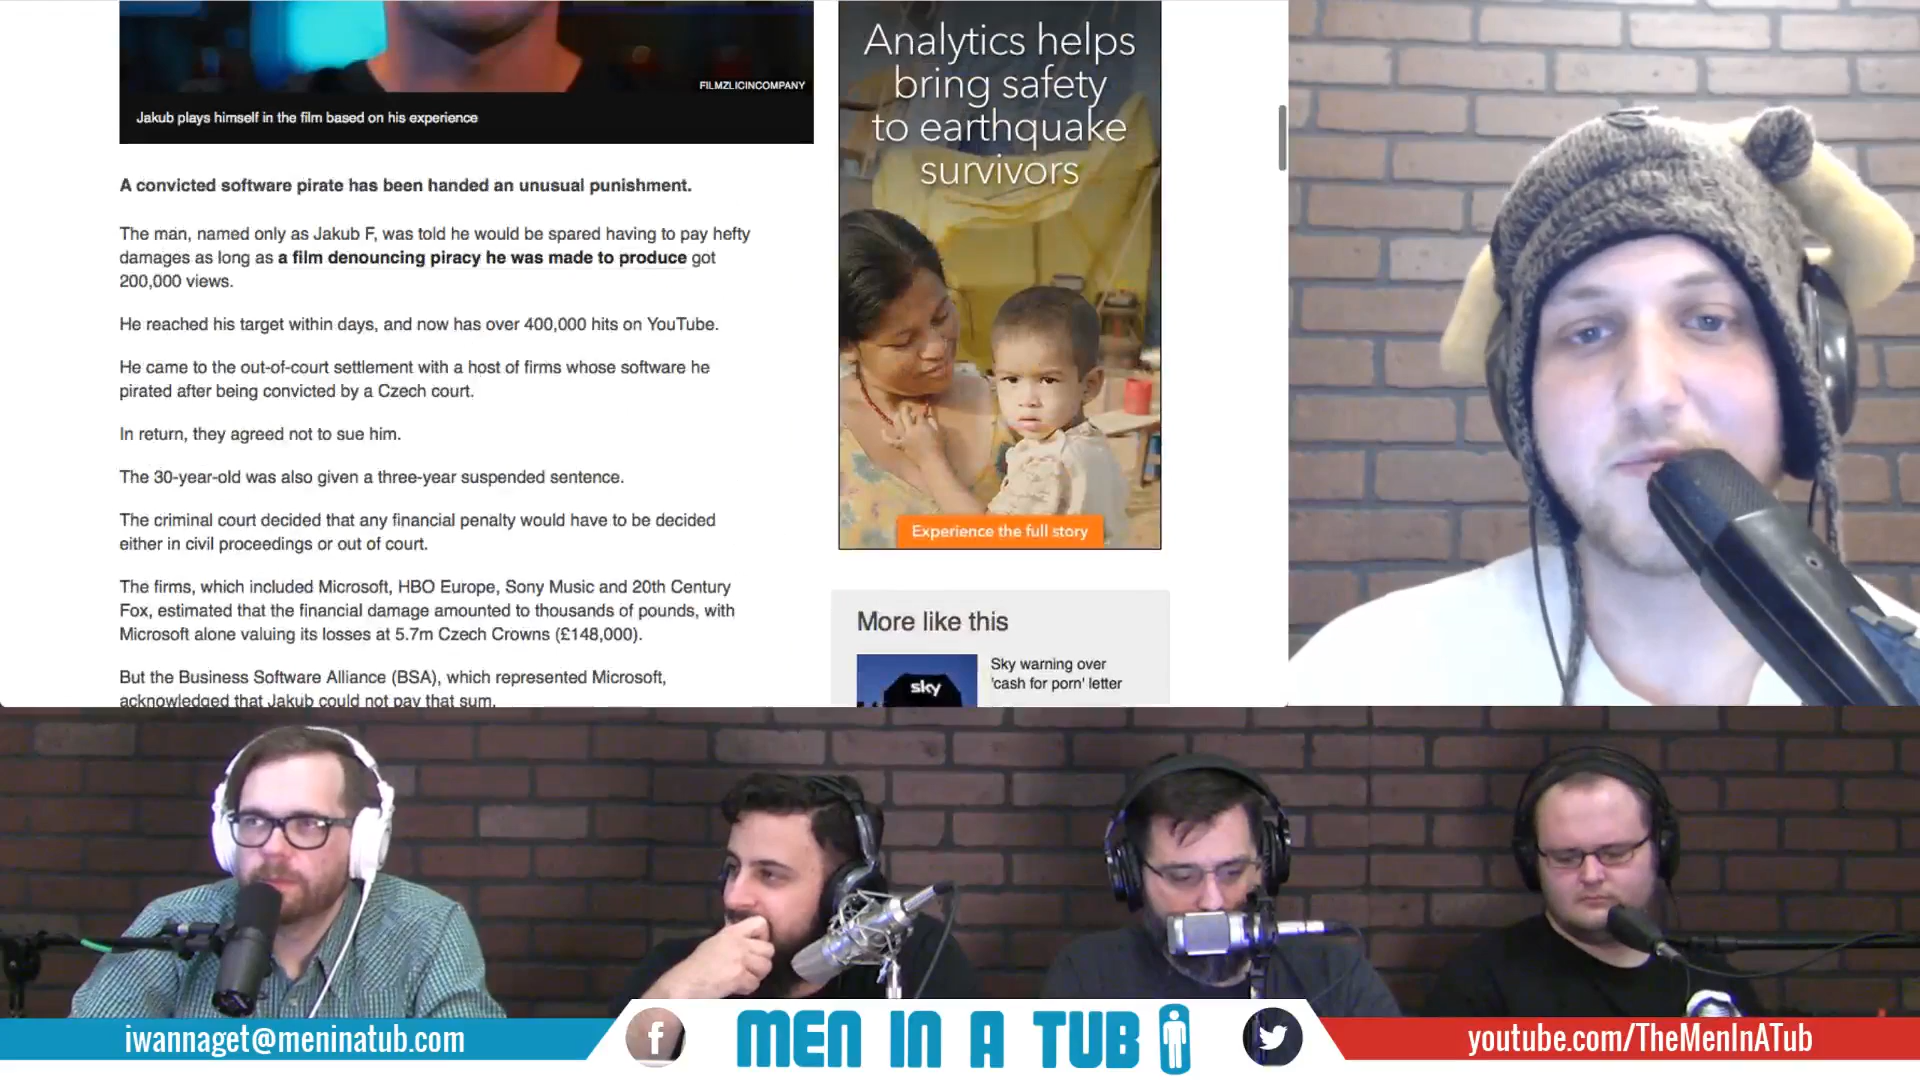 FILMZLICINCOMPANY
Jakub plays himself in the film based on his experience
A convicted software pirate has been handed an unusual punishment.
The man, named only as Jakub F, was told he would be spared having to pay hefty
damages as long as a film denouncing piracy he was made to produce got
200,000 views.
He reached his target within days, and now has over 400,000 hits on YouTube.
He came to the out-of-court settlement with a host of firms whose software he
pirated after being convicted by a Czech court.
In return, they agreed not to sue him.
The 30-year-old was also given a three-year suspended sentence.
The criminal court decided that any financial penalty would have to be decided
either in civil proceedings or out of court.
The firms, which included Microsoft, HBO Europe, Sony Music and 20th Century
Fox, estimated that the financial damage amounted to thousands of pounds, with
Microsoft alone valuing its losses at 5.7m Czech Crowns (£148,000).
But the Business Software Alliance (BSA), which represented Microsoft,
acknowledged that Jakub could not pay that sum.
Analytics helps
bring safety
to earthquake
survivors
Experience the full story
More like this
sky
Sky warning over
'cash for porn' letter
iwannaget@meninatub.com
f
MEN IN A TUB
youtube.com/TheMenInATub